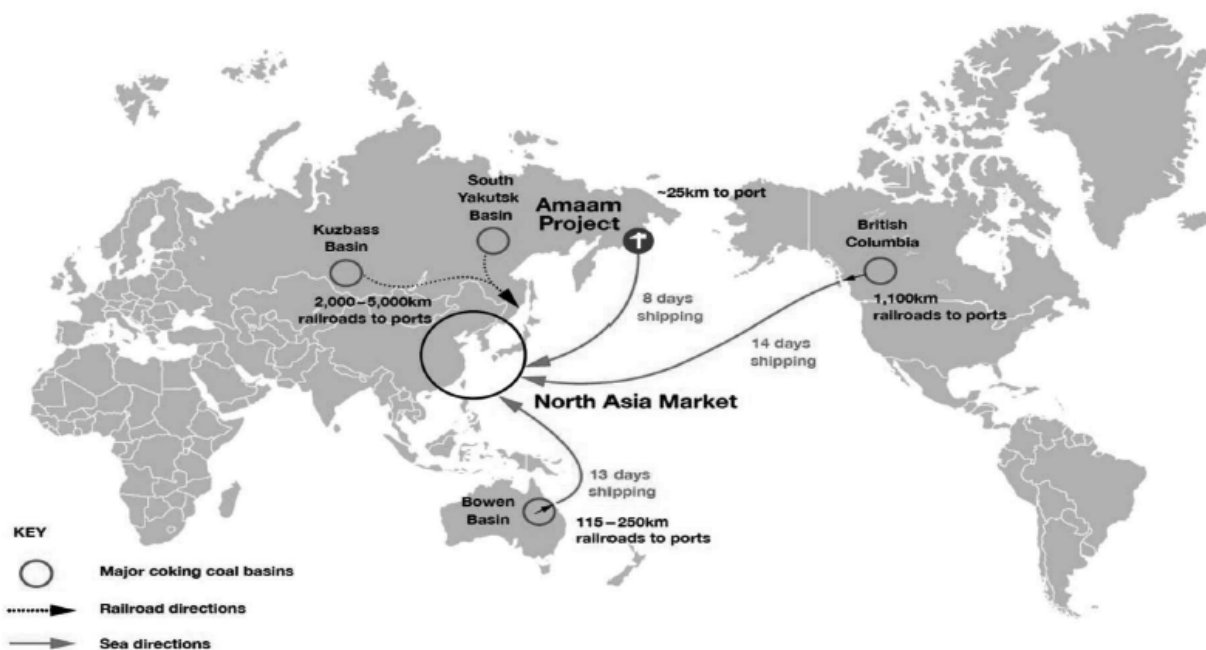 South
Yakutsk
Basin
Amaam
Project
~25km to port
Kuzbass
Basin
British
Columbia
2,000–5,000km
railroads to ports
8 days
shipping
1,100km
railroads to ports
14 days
shipping
North Asia Market
13 days
shipping
Bowen
Basin
115–250km
railroads to ports
KEY
Major coking coal basins
Railroad directions
Sea directions